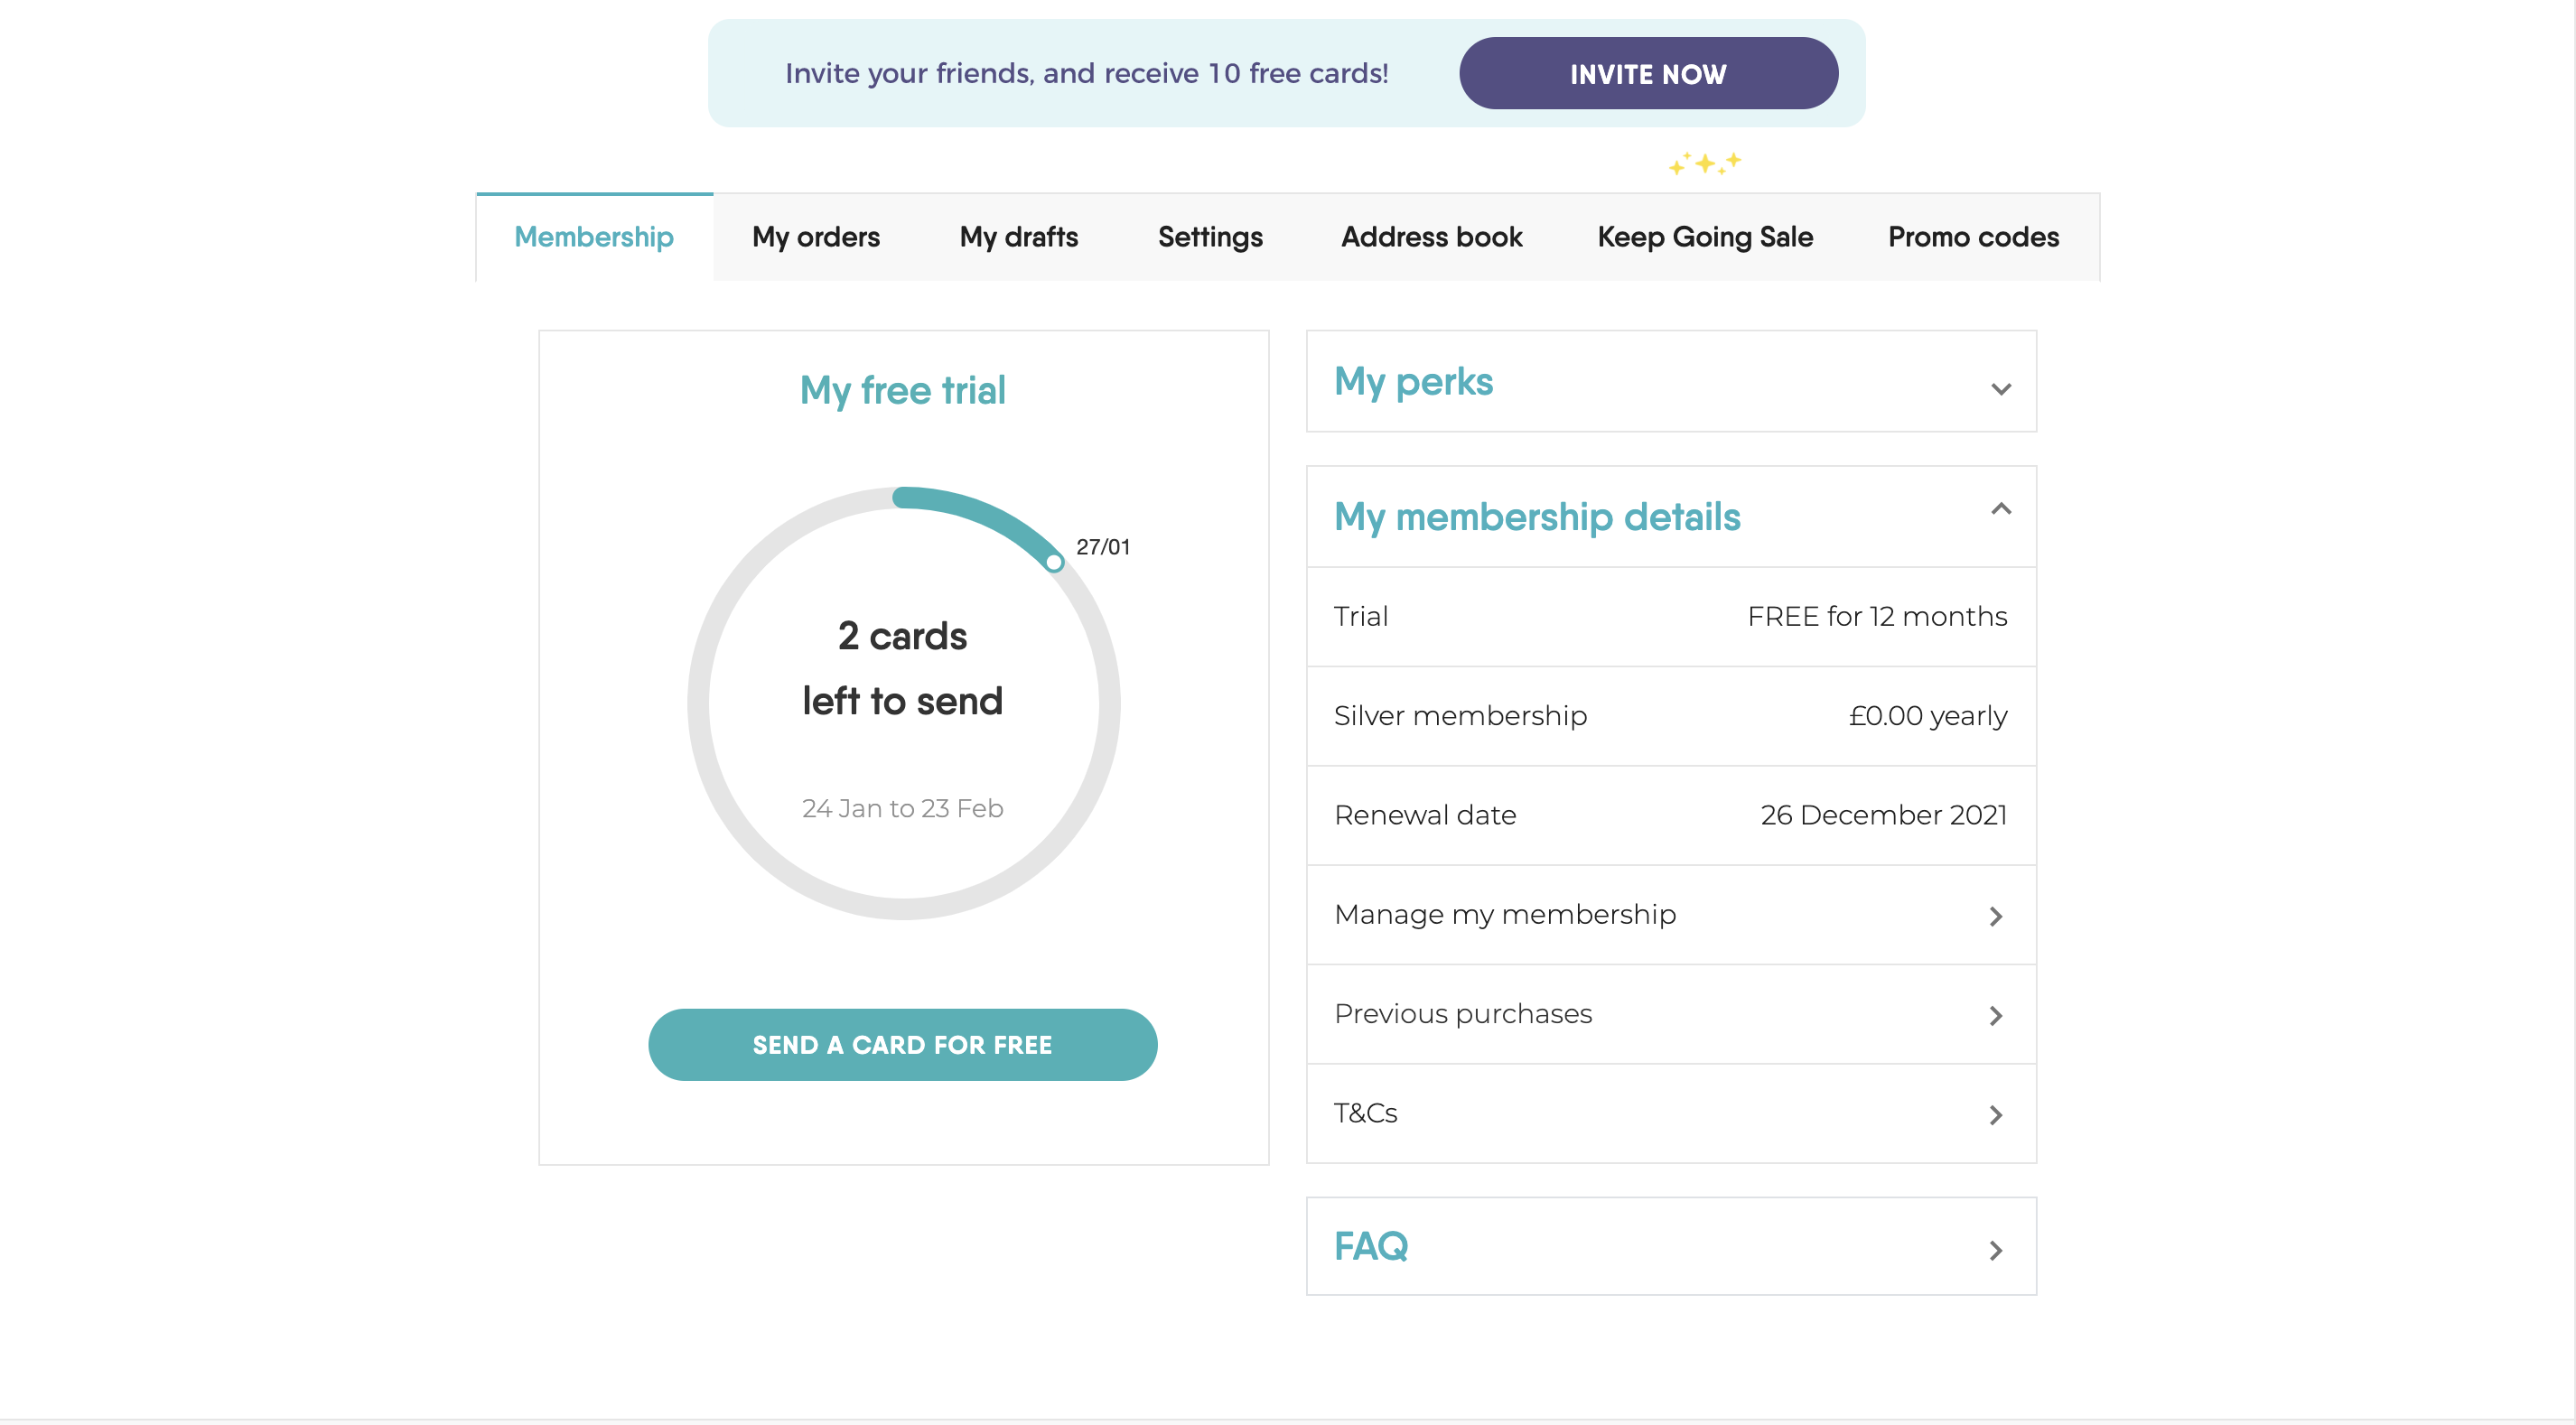 Invite your friends, and receive 10 free cards!
INVITE NOW
Membership
My orders
My drafts
Settings
Address book
Keep Going Sale
Promo codes
My free trial
27/01
2 cards
left to send
24 Jan to 23 Feb
SEND A CARD FOR FREE
My perks
My membership details
Trial FREE for 12 months
Silver membership £0.00 yearly
Renewal date 26 December 2021
Manage my membership
Previous purchases
T&Cs
FAQ